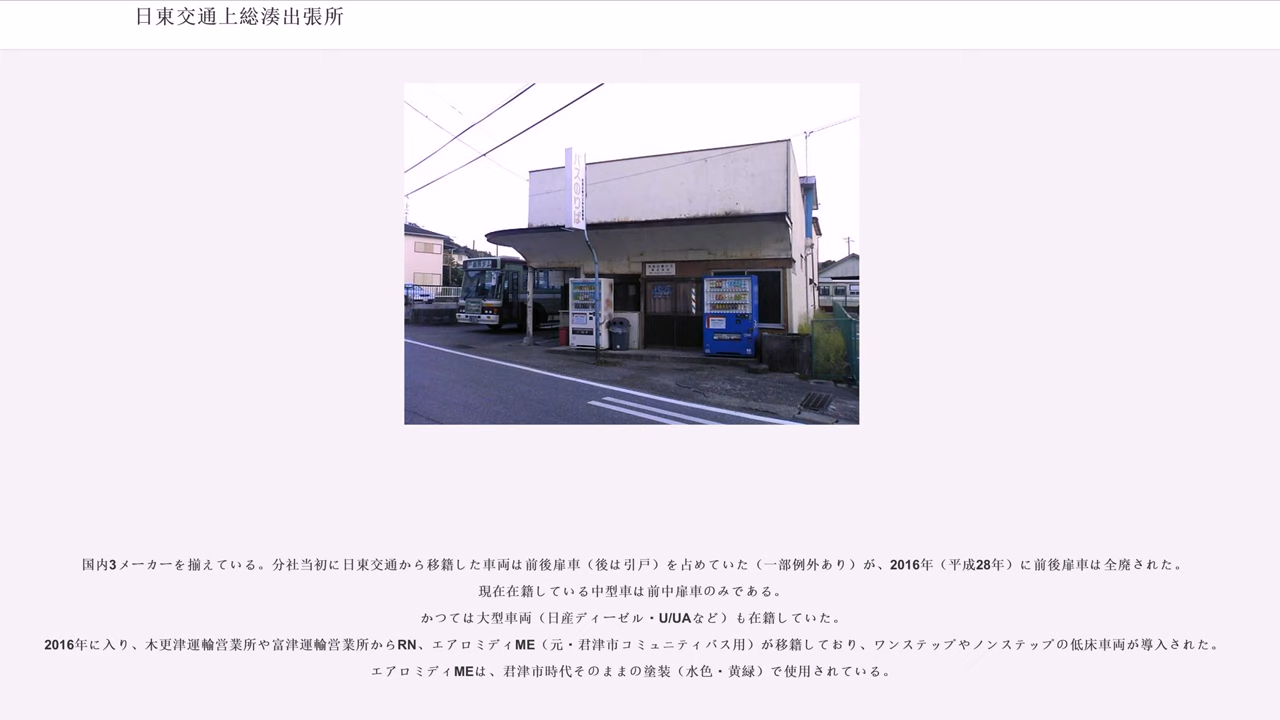 日東交通上総湊出張所
バスのりば
国内3メーカーを揃えている。分社当初に日東交通から移籍した車両は前後扉車（後は引戸）を占めていた（一部例外あり）が、2016年（平成28年）に前後扉車は全廃された。
現在在籍している中型車は前中扉車のみである。
かつては大型車両（日産ディーゼル・U/UAなど）も在籍していた。
2016年に入り、木更津運輸営業所や富津運輸営業所からRN、エアロミディME（元・君津市コミュニティバス用）が移籍しており、ワンステップやノンステップの低床車両が導入された。
エアロミディMEは、君津市時代そのままの塗装（水色・黄緑）で使用されている。